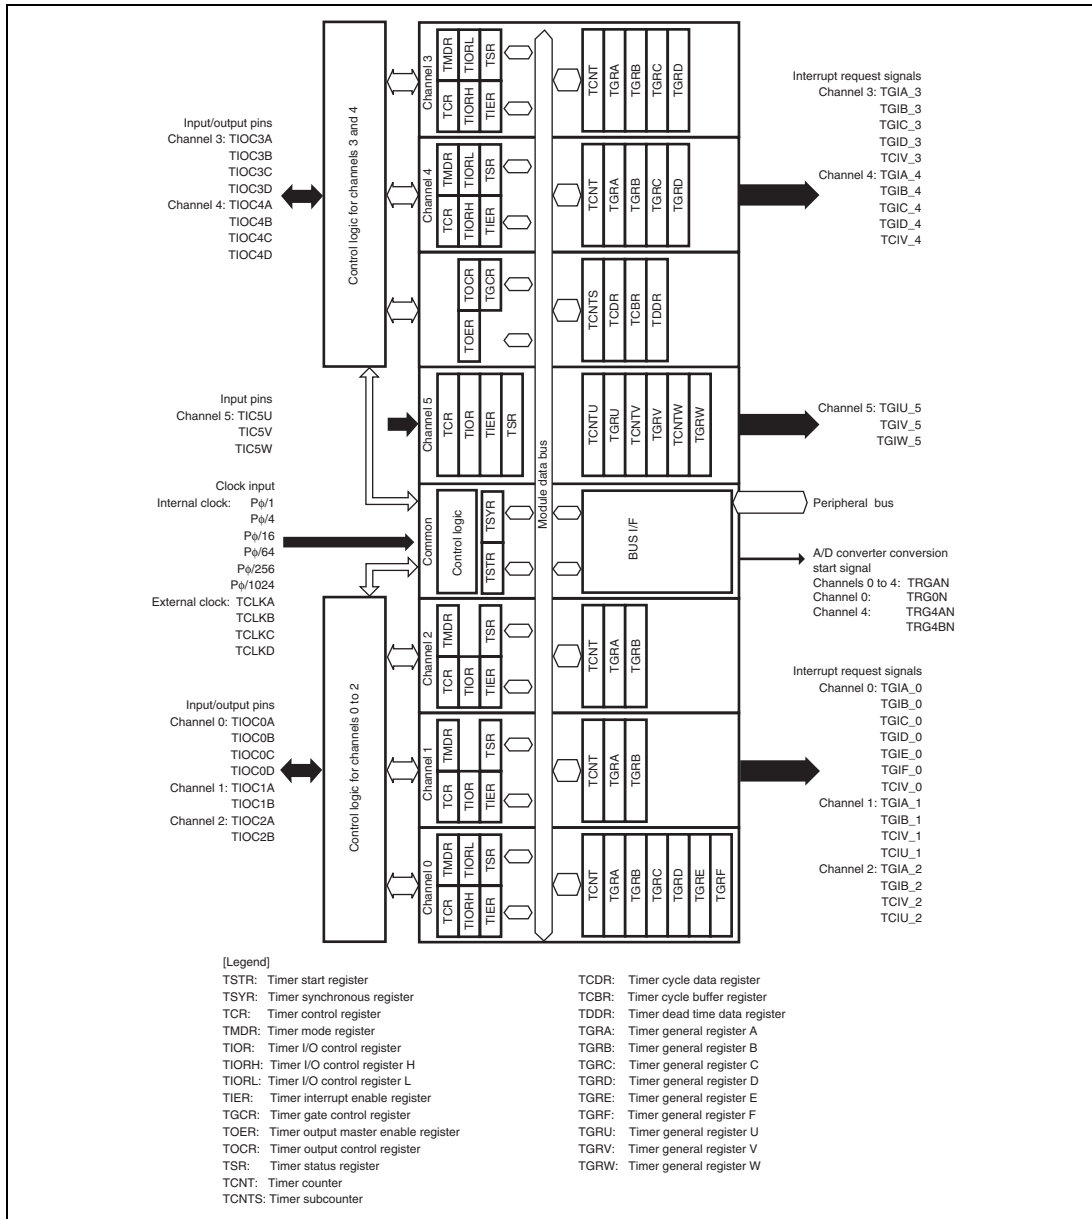 Input/output pins
Channel 3: TIOC3A
TIOC3B
TIOC3C
TIOC3D
Channel 4: TIOC4A
TIOC4B
TIOC4C
TIOC4D
Input pins
Channel 5: TIC5U
TIC5V
TIC5W
Clock input
Internal clock: Pϕ/1
Pϕ/4
Pϕ/16
Pϕ/64
Pϕ/256
Pϕ/1024
External clock: TCLKA
TCLKB
TCLKC
TCLKD
Input/output pins
Channel 0: TIOC0A
TIOC0B
TIOC0C
TIOC0D
Channel 1: TIOC1A
TIOC1B
Channel 2: TIOC2A
TIOC2B
Control logic for channels 3 and 4
Control logic for channels 0 to 2
Channel 3
TCR
TMDR
TIORH
TIORL
TIER
TSR
TCNT
TGRA
TGRB
TGRC
TGRD
Channel 4
TCR
TMDR
TIORH
TIORL
TIER
TSR
TCNT
TGRA
TGRB
TGRC
TGRD
TOER
TOCR
TGCR
TCNTS
TCDR
TCBR
TDDR
Channel 5
TCR
TIOR
TIER
TSR
TCNTU
TGRU
TCNTV
TGRV
TCNTW
TGRW
Module data bus
Common
Control logic
TSTR
TSYR
BUS I/F
Channel 2
TCR
TMDR
TIOR
TIER
TSR
TCNT
TGRA
TGRB
Channel 1
TCR
TMDR
TIOR
TIER
TSR
TCNT
TGRA
TGRB
Channel 0
TCR
TMDR
TIORH
TIORL
TIER
TSR
TCNT
TGRA
TGRB
TGRC
TGRD
TGRE
TGRF
Interrupt request signals
Channel 3: TGIA_3
TGIB_3
TGIC_3
TGID_3
TCIV_3
Channel 4: TGIA_4
TGIB_4
TGIC_4
TGID_4
TCIV_4
Channel 5: TGIU_5
TGIV_5
TGIW_5
Peripheral bus
A/D converter conversion
start signal
Channels 0 to 4: TRGAN
Channel 0: TRG0N
Channel 4: TRG4AN
TRG4BN
Interrupt request signals
Channel 0: TGIA_0
TGIB_0
TGIC_0
TGID_0
TGIE_0
TGIF_0
TCIV_0
Channel 1: TGIA_1
TGIB_1
TCIV_1
TCIU_1
Channel 2: TGIA_2
TGIB_2
TCIV_2
TCIU_2
[Legend]
TSTR: Timer start register
TSYR: Timer synchronous register
TCR: Timer control register
TMDR: Timer mode register
TIOR: Timer I/O control register
TIORH: Timer I/O control register H
TIORL: Timer I/O control register L
TIER: Timer interrupt enable register
TGCR: Timer gate control register
TOER: Timer output master enable register
TOCR: Timer output control register
TSR: Timer status register
TCNT: Timer counter
TCNTS: Timer subcounter
TCDR: Timer cycle data register
TCBR: Timer cycle buffer register
TDDR: Timer dead time data register
TGRA: Timer general register A
TGRB: Timer general register B
TGRC: Timer general register C
TGRD: Timer general register D
TGRE: Timer general register E
TGRF: Timer general register F
TGRU: Timer general register U
TGRV: Timer general register V
TGRW: Timer general register W